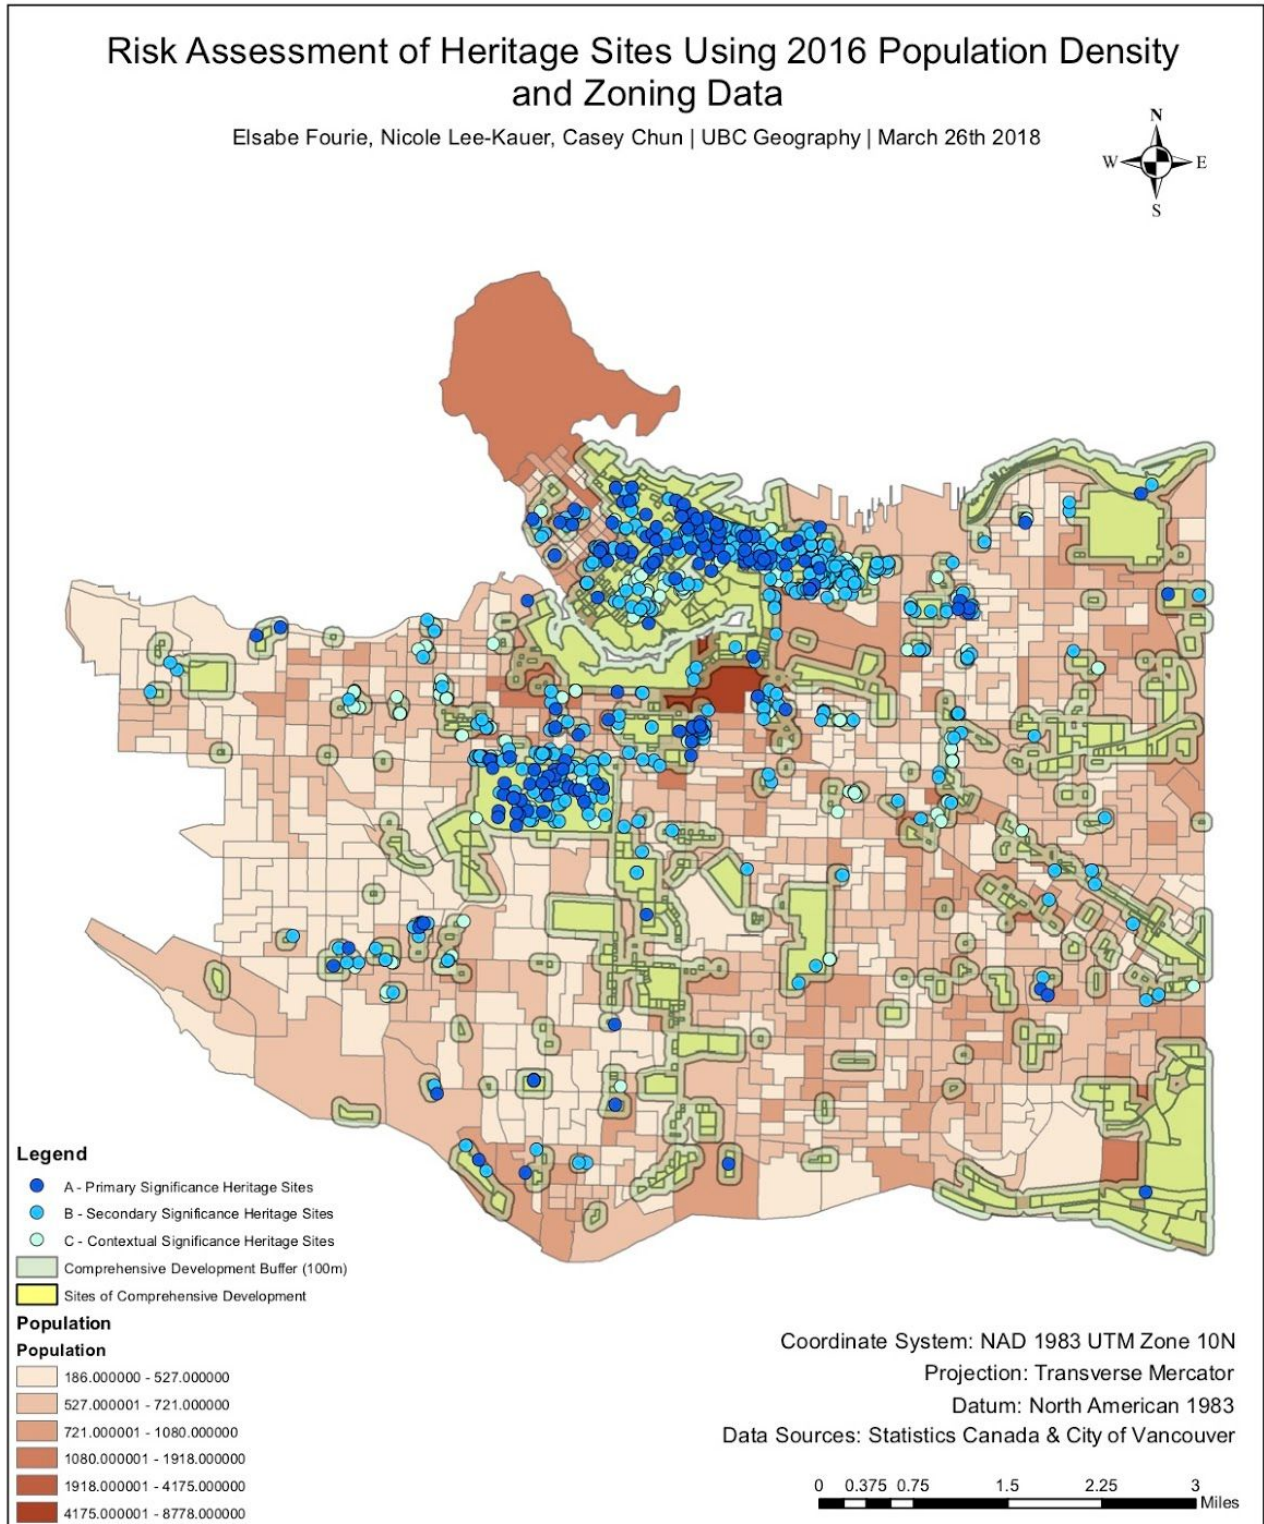 Risk Assessment of Heritage Sites Using 2016 Population Density
and Zoning Data
Elsabe Fourie, Nicole Lee-Kauer, Casey Chun | UBC Geography | March 26th 2018
N
W E
S
Legend
A - Primary Significance Heritage Sites
B - Secondary Significance Heritage Sites
C - Contextual Significance Heritage Sites
Comprehensive Development Buffer (100m)
Sites of Comprehensive Development
Population
Population
186.000000 - 527.000000
527.000001 - 721.000000
721.000001 - 1080.000000
1080.000001 - 1918.000000
1918.000001 - 4175.000000
4175.000001 - 8778.000000
Coordinate System: NAD 1983 UTM Zone 10N
Projection: Transverse Mercator
Datum: North American 1983
Data Sources: Statistics Canada & City of Vancouver
0 0.375 0.75 1.5 2.25 3
Miles